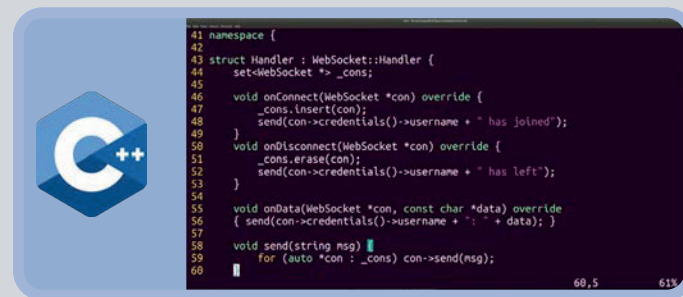 C++
41 namespace {
42
43 struct Handler : WebSocket::Handler {
44     set<WebSocket *> _cons;
45
46     void onConnect(WebSocket *con) override {
47         _cons.insert(con);
48         send(con->credentials()->username + " has joined");
49     }
50     void onDisconnect(WebSocket *con) override {
51         _cons.erase(con);
52         send(con->credentials()->username + " has left");
53     }
54
55     void onData(WebSocket *con, const char *data) override
56     { send(con->credentials()->username + ": " + data); }
57
58     void send(string msg) {
59         for (auto *con : _cons) con->send(msg);
60     }
60,5 61%